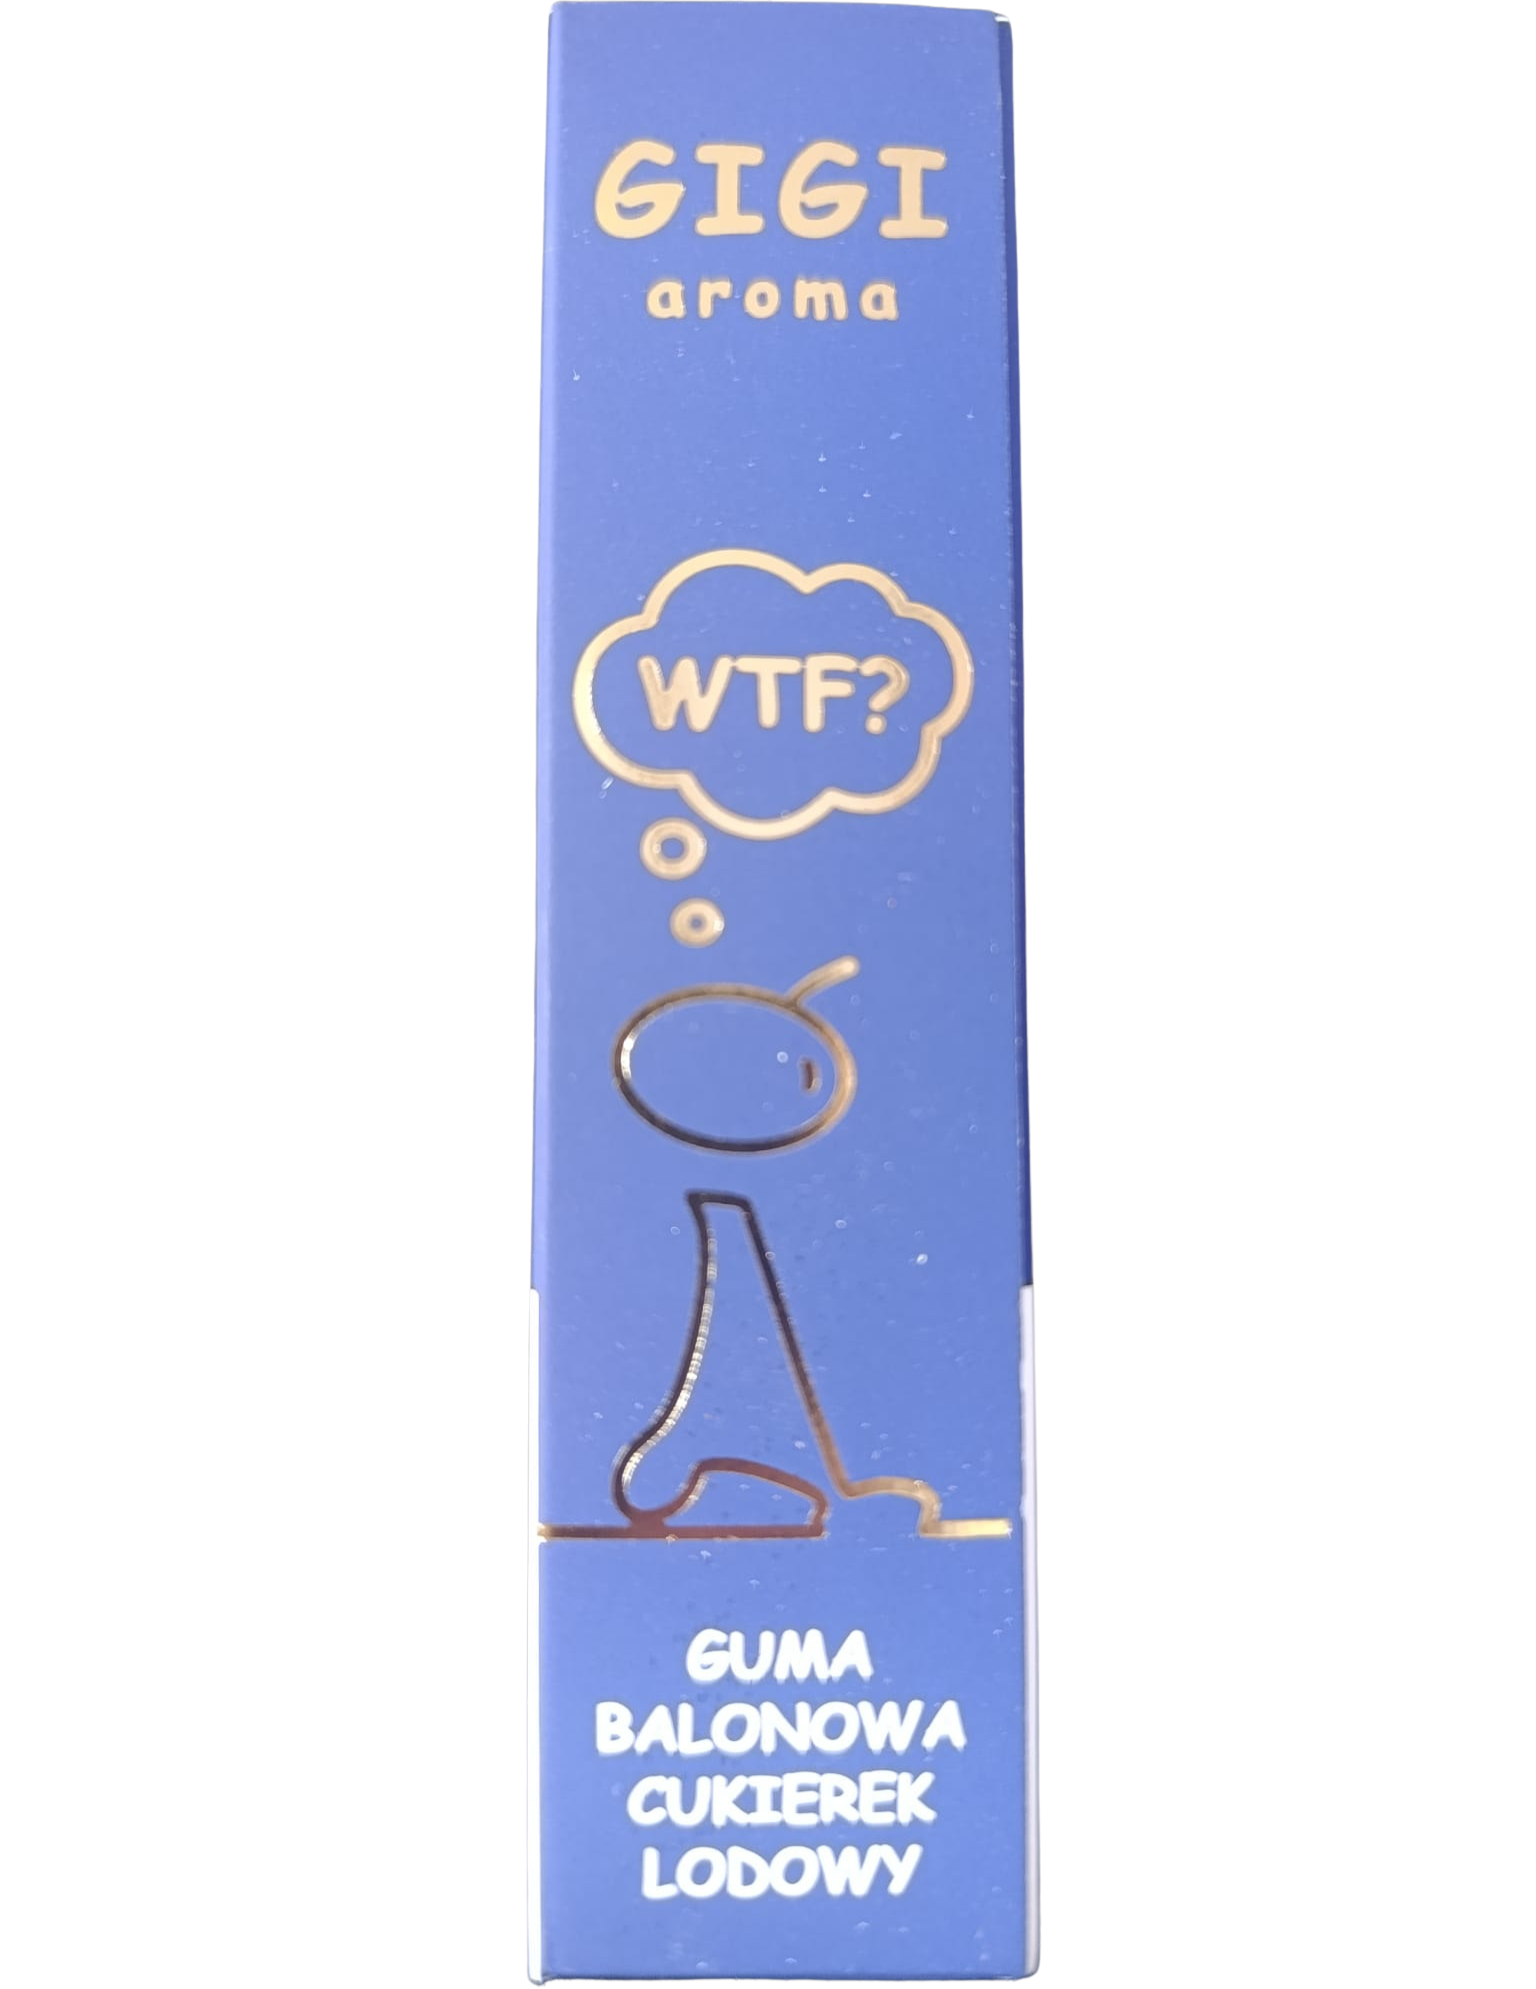 GIGI
aroma
WTF?
GUMA
BALONOWA
CUKIEREK
LODOWY